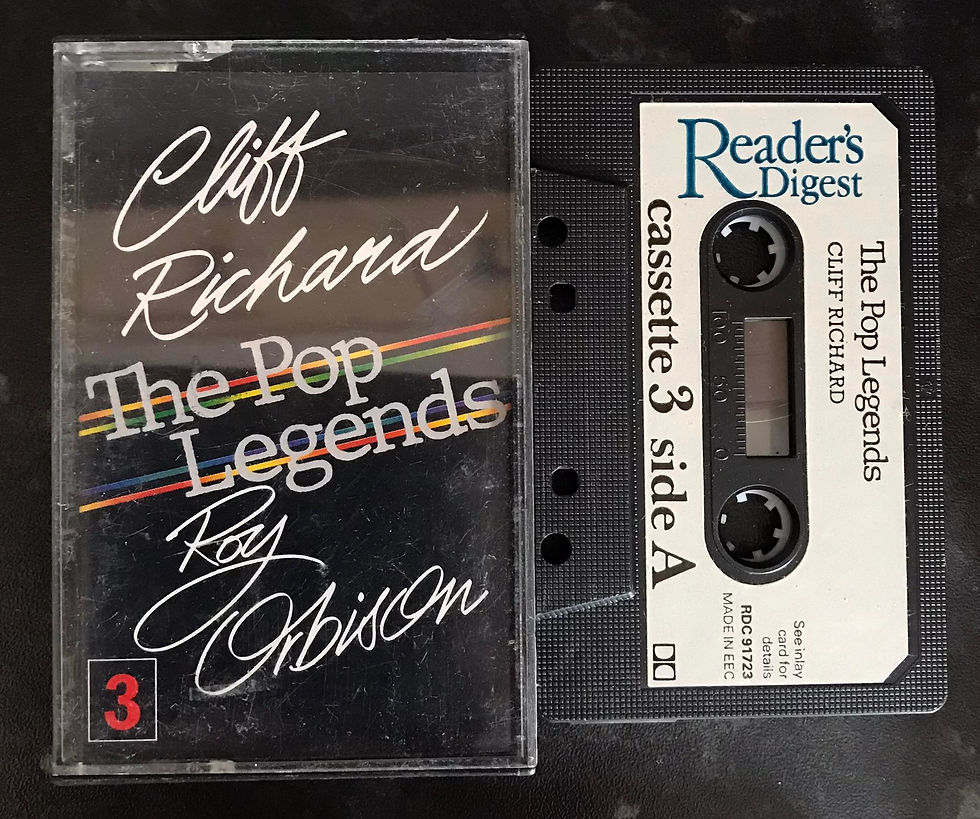 Cliff
Richard
The Pop
Legends
Roy
Orbison
3
Reader's
Digest
The Pop Legends
CLIFF RICHARD
100 50 0
cassette 3 side A
See inlay
card for
details
RDC 91723
MADE IN EEC